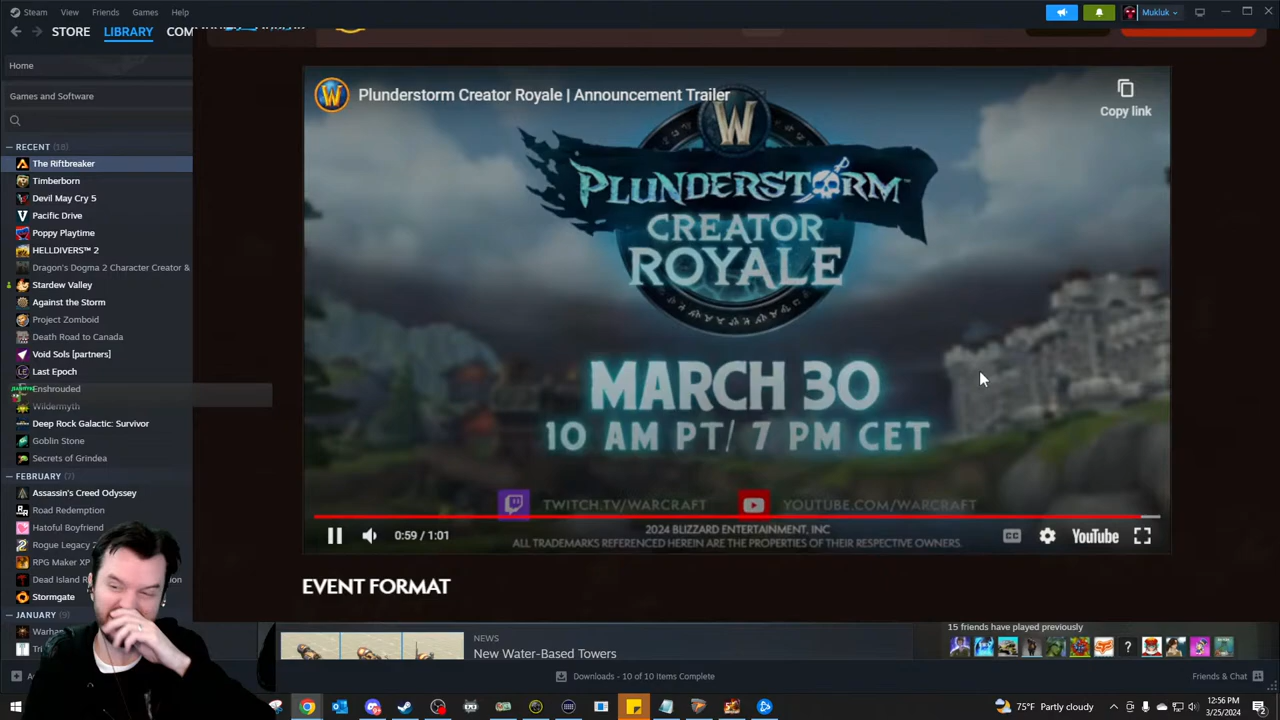 Steam View Friends Games Help Mukluk
STORE LIBRARY COM
Home
Games and Software
Plunderstorm Creator Royale | Announcement Trailer
Copy link
W
PLUNDERSTORM
CREATOR
ROYALE
MARCH 30
10 AM PT/ 7 PM CET
TWITCH.TV/WARCRAFT YOUTUBE.COM/WARCRAFT
2024 BLIZZARD ENTERTAINMENT, INC
ALL TRADEMARKS REFERENCED HEREIN ARE THE PROPERTIES OF THEIR RESPECTIVE OWNERS.
0:59 / 1:01 CC YouTube
EVENT FORMAT
RECENT (18)
The Riftbreaker
Timberborn
Devil May Cry 5
Pacific Drive
Poppy Playtime
HELLDIVERS™ 2
Dragon's Dogma 2 Character Creator &
Stardew Valley
Against the Storm
Project Zomboid
Death Road to Canada
Void Sols [partners]
Last Epoch
Enshrouded
Wildermyth
Deep Rock Galactic: Survivor
Goblin Stone
Secrets of Grindea
FEBRUARY (7)
Assassin's Creed Odyssey
Road Redemption
Hatoful Boyfriend
Rogue Legacy
RPG Maker XP
Dead Island
Stormgate
JANUARY (9)
NEWS
New Water-Based Towers
15 friends have played previously
Downloads - 10 of 10 Items Complete
Friends & Chat
75°F Partly cloudy
12:56 PM
3/25/2024